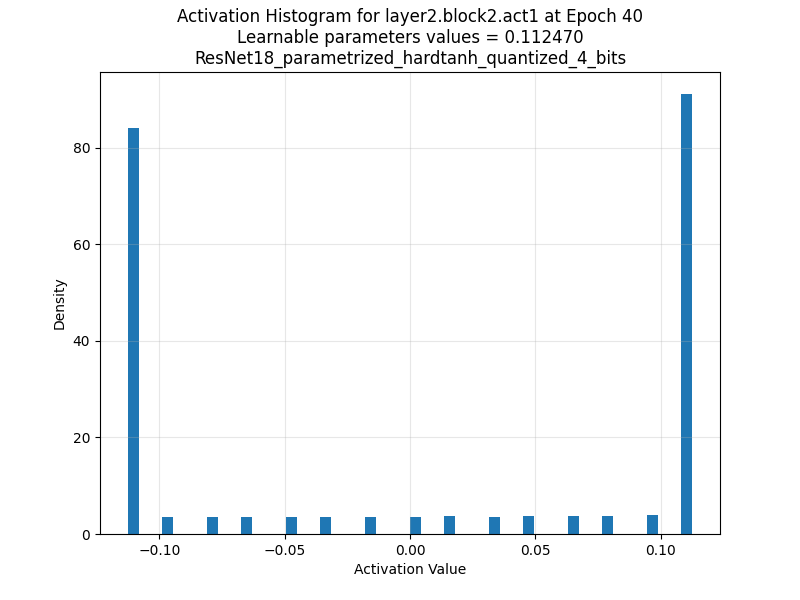 Activation Histogram for layer2.block2.act1 at Epoch 40
Learnable parameters values = 0.112470
ResNet18_parametrized_hardtanh_quantized_4_bits
80
60
40
20
0
Density
−0.10 −0.05 0.00 0.05 0.10
Activation Value